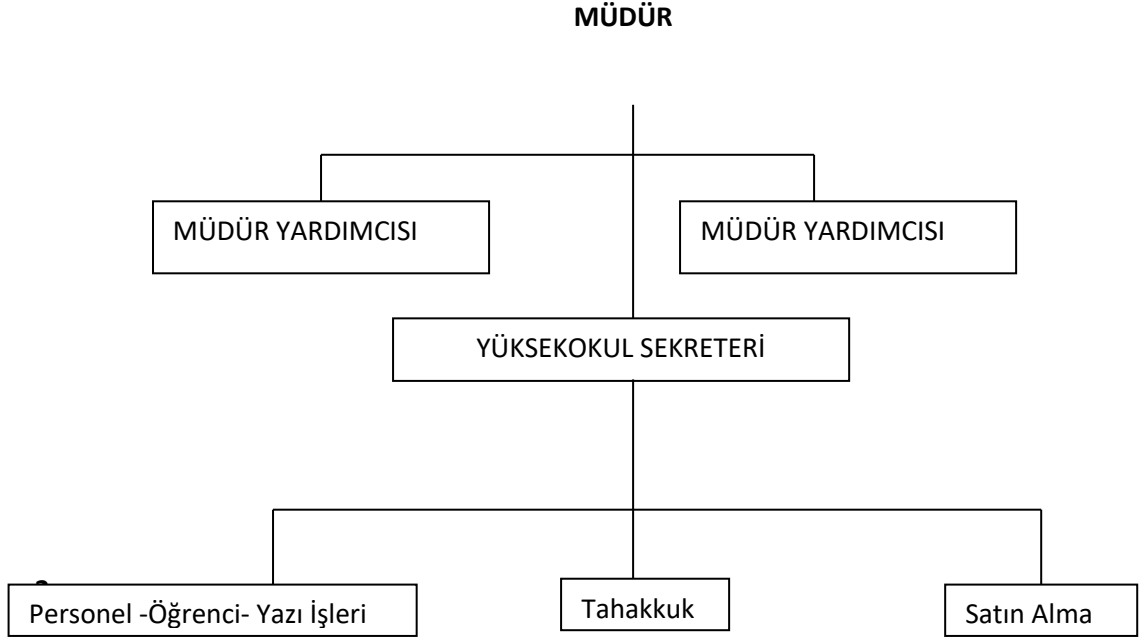 MÜDÜR
MÜDÜR YARDIMCISI
MÜDÜR YARDIMCISI
YÜKSEKOKUL SEKRETERİ
Personel -Öğrenci- Yazı İşleri
Tahakkuk
Satın Alma